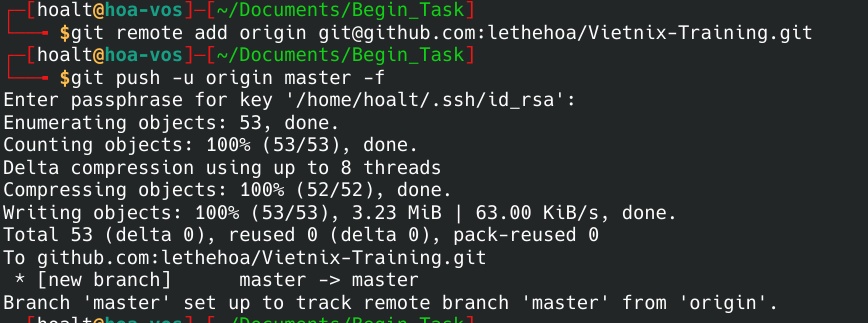 ┌─[hoalt@hoa-vos]─[~/Documents/Begin_Task]
└──╼ $git remote add origin git@github.com:lethehoa/Vietnix-Training.git
┌─[hoalt@hoa-vos]─[~/Documents/Begin_Task]
└──╼ $git push -u origin master -f
Enter passphrase for key '/home/hoalt/.ssh/id_rsa':
Enumerating objects: 53, done.
Counting objects: 100% (53/53), done.
Delta compression using up to 8 threads
Compressing objects: 100% (52/52), done.
Writing objects: 100% (53/53), 3.23 MiB | 63.00 KiB/s, done.
Total 53 (delta 0), reused 0 (delta 0), pack-reused 0
To github.com:lethehoa/Vietnix-Training.git
 * [new branch]      master -> master
Branch 'master' set up to track remote branch 'master' from 'origin'.
┌─[hoalt@hoa-vos]─[~/Documents/Begin_Task]